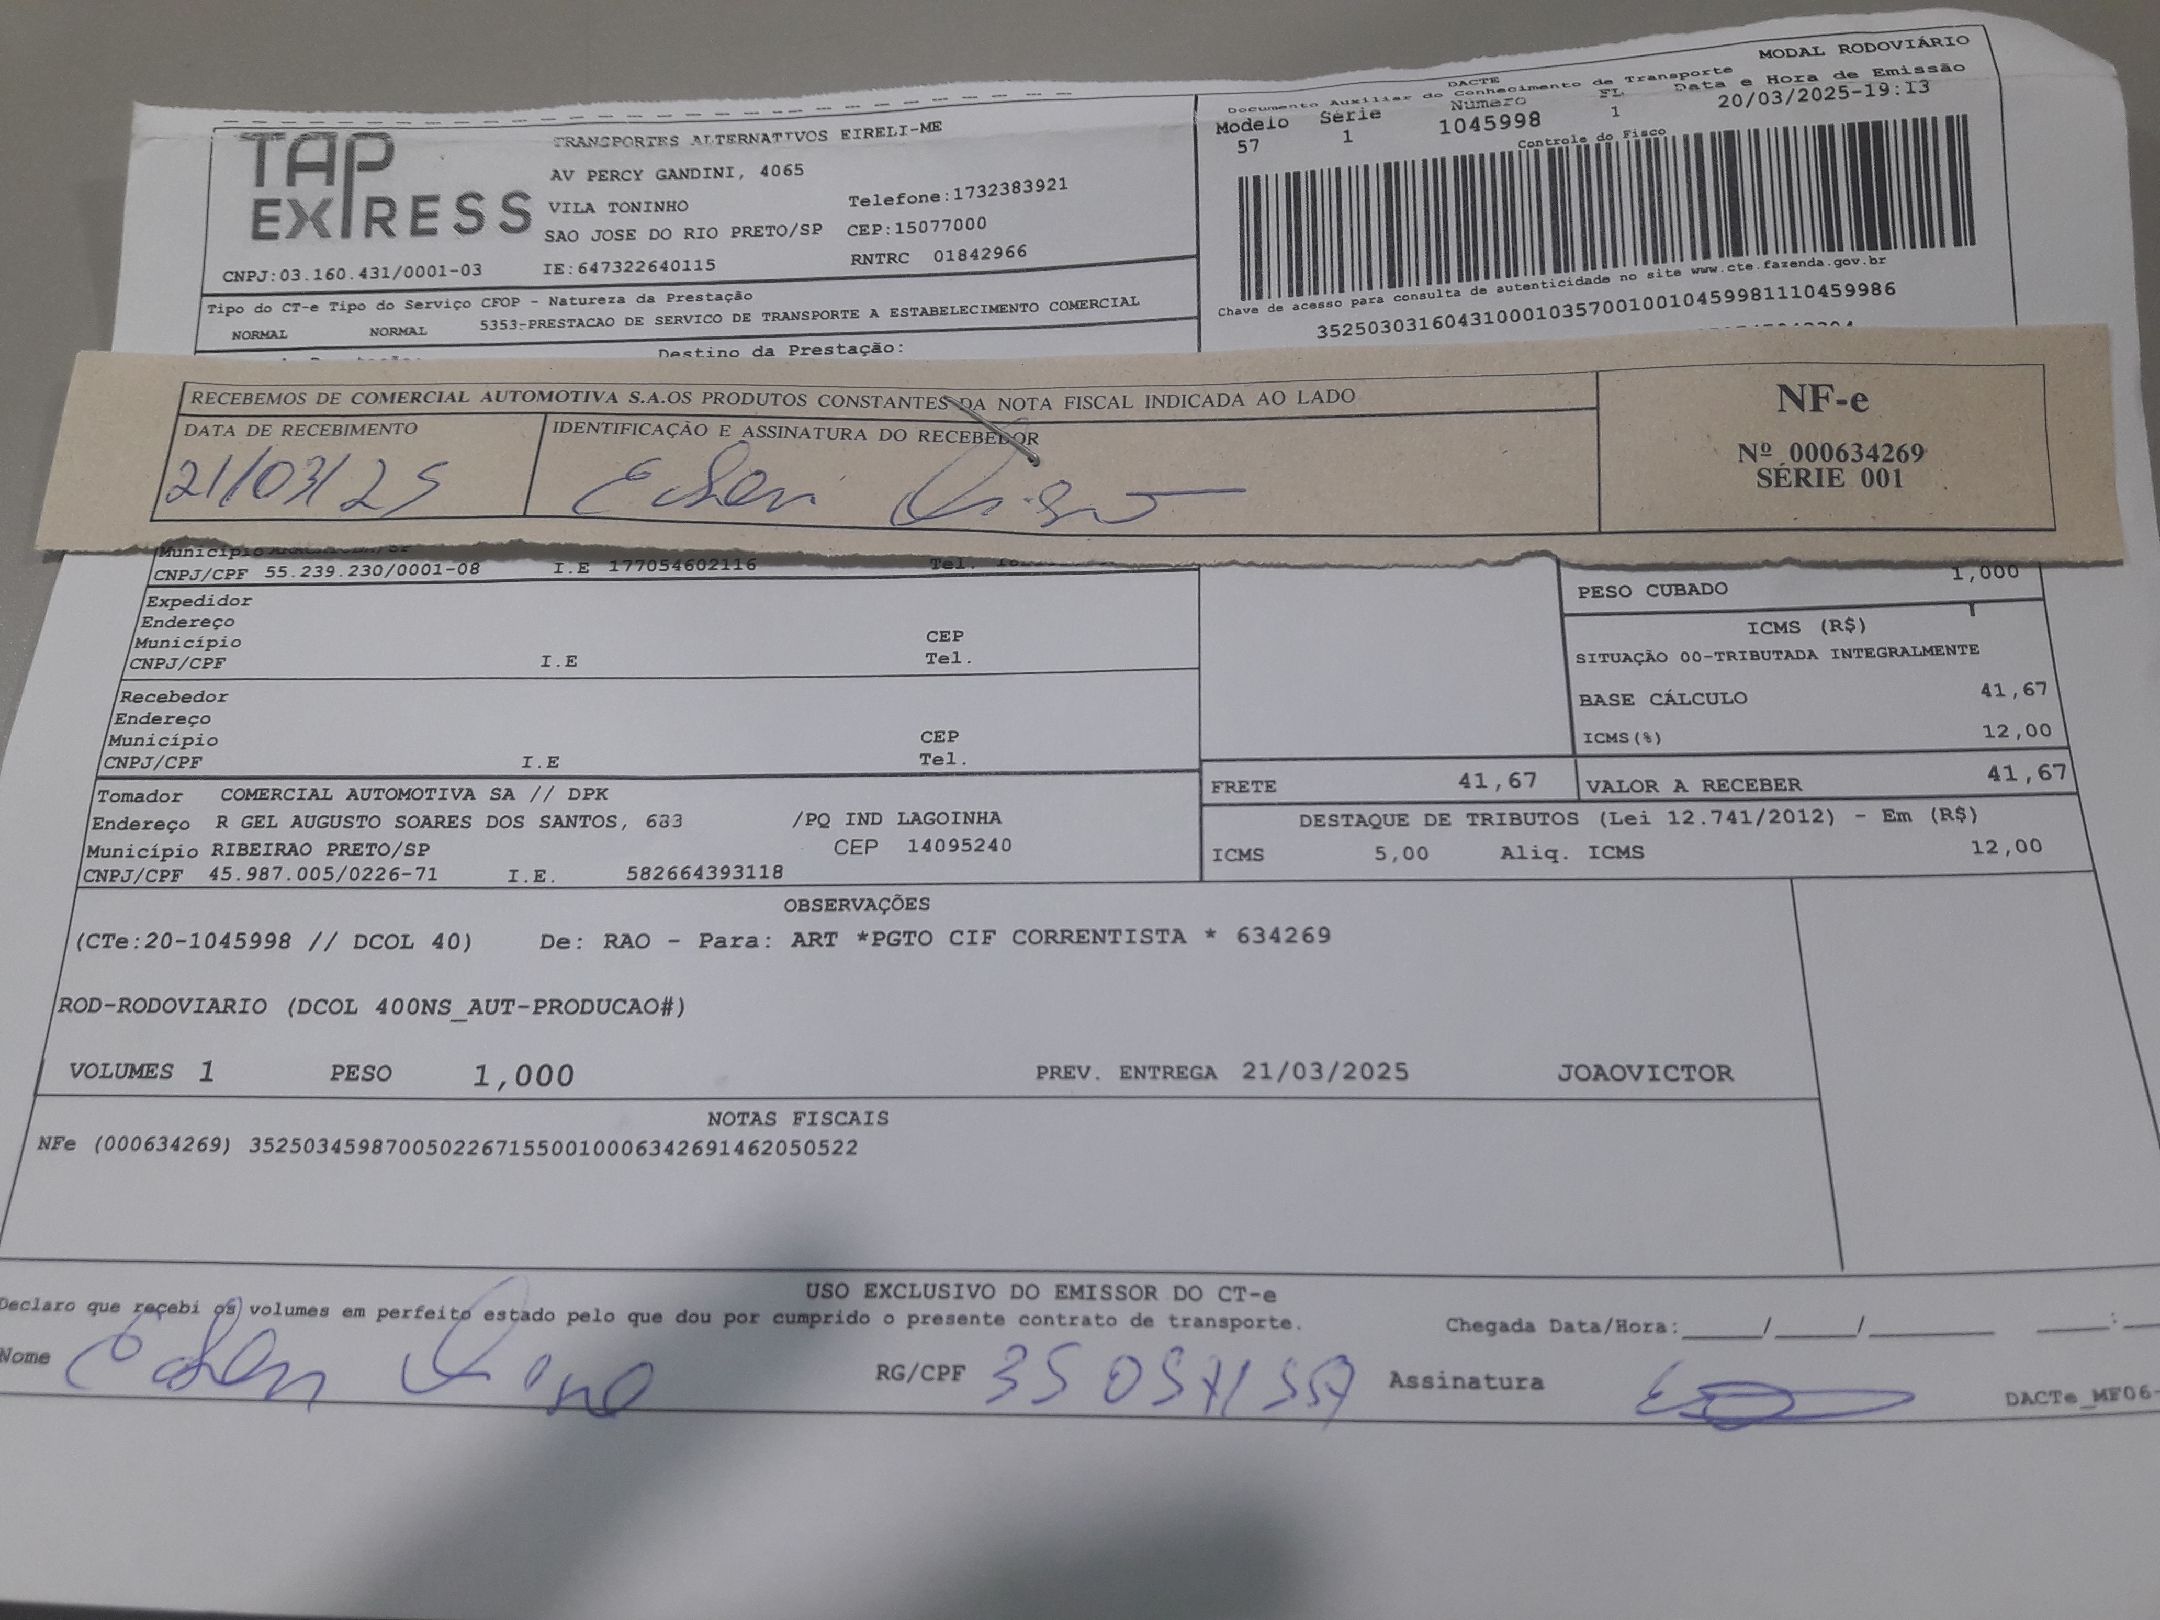 TAP EXPRESS
TRANSPORTES ALTERNATIVOS EIRELI-ME
AV PERCY GANDINI, 4065
VILA TONINHO Telefone:1732383921
SAO JOSE DO RIO PRETO/SP CEP:15077000
CNPJ:03.160.431/0001-03 IE:647322640115 RNTRC 01842966
MODAL RODOVIÁRIO
DACTE
Documento Auxiliar do Conhecimento de Transporte
Modelo Série Número FL Data e Hora de Emissão
57 1 1045998 1 20/03/2025-19:13
Controle do Fisco
Chave de acesso para consulta de autenticidade no site www.cte.fazenda.gov.br
35250303160431000103570010010459981110459986
Tipo do CT-e Tipo do Serviço CFOP - Natureza da Prestação
NORMAL NORMAL 5353-PRESTACAO DE SERVICO DE TRANSPORTE A ESTABELECIMENTO COMERCIAL
Destino da Prestação:
RECEBEMOS DE COMERCIAL AUTOMOTIVA S.A.OS PRODUTOS CONSTANTES DA NOTA FISCAL INDICADA AO LADO
DATA DE RECEBIMENTO IDENTIFICAÇÃO E ASSINATURA DO RECEBEDOR
21/03/25
NF-e
Nº 000634269
SÉRIE 001
Município
CNPJ/CPF 55.239.230/0001-08 I.E 177054602116 Tel.
Expedidor
Endereço
Município CEP
CNPJ/CPF I.E Tel.
Recebedor
Endereço
Município CEP
CNPJ/CPF I.E Tel.
PESO CUBADO 1,000
ICMS (R$)
SITUAÇÃO 00-TRIBUTADA INTEGRALMENTE
BASE CÁLCULO 41,67
ICMS(%) 12,00
FRETE 41,67 VALOR A RECEBER 41,67
DESTAQUE DE TRIBUTOS (Lei 12.741/2012) - Em (R$)
ICMS 5,00 Aliq. ICMS 12,00
Tomador COMERCIAL AUTOMOTIVA SA // DPK
Endereço R GEL AUGUSTO SOARES DOS SANTOS, 683 /PQ IND LAGOINHA
Município RIBEIRAO PRETO/SP CEP 14095240
CNPJ/CPF 45.987.005/0226-71 I.E. 582664393118
OBSERVAÇÕES
(CTe:20-1045998 // DCOL 40) De: RAO - Para: ART *PGTO CIF CORRENTISTA * 634269
ROD-RODOVIARIO (DCOL 400NS_AUT-PRODUCAO#)
VOLUMES 1 PESO 1,000 PREV. ENTREGA 21/03/2025 JOAOVICTOR
NOTAS FISCAIS
NFe (000634269) 35250345987005022671550010006342691462050522
USO EXCLUSIVO DO EMISSOR DO CT-e
Declaro que recebi os volumes em perfeito estado pelo que dou por cumprido o presente contrato de transporte. Chegada Data/Hora:_____/_____/______ ____:__
Nome RG/CPF Assinatura
DACTe_MF06-